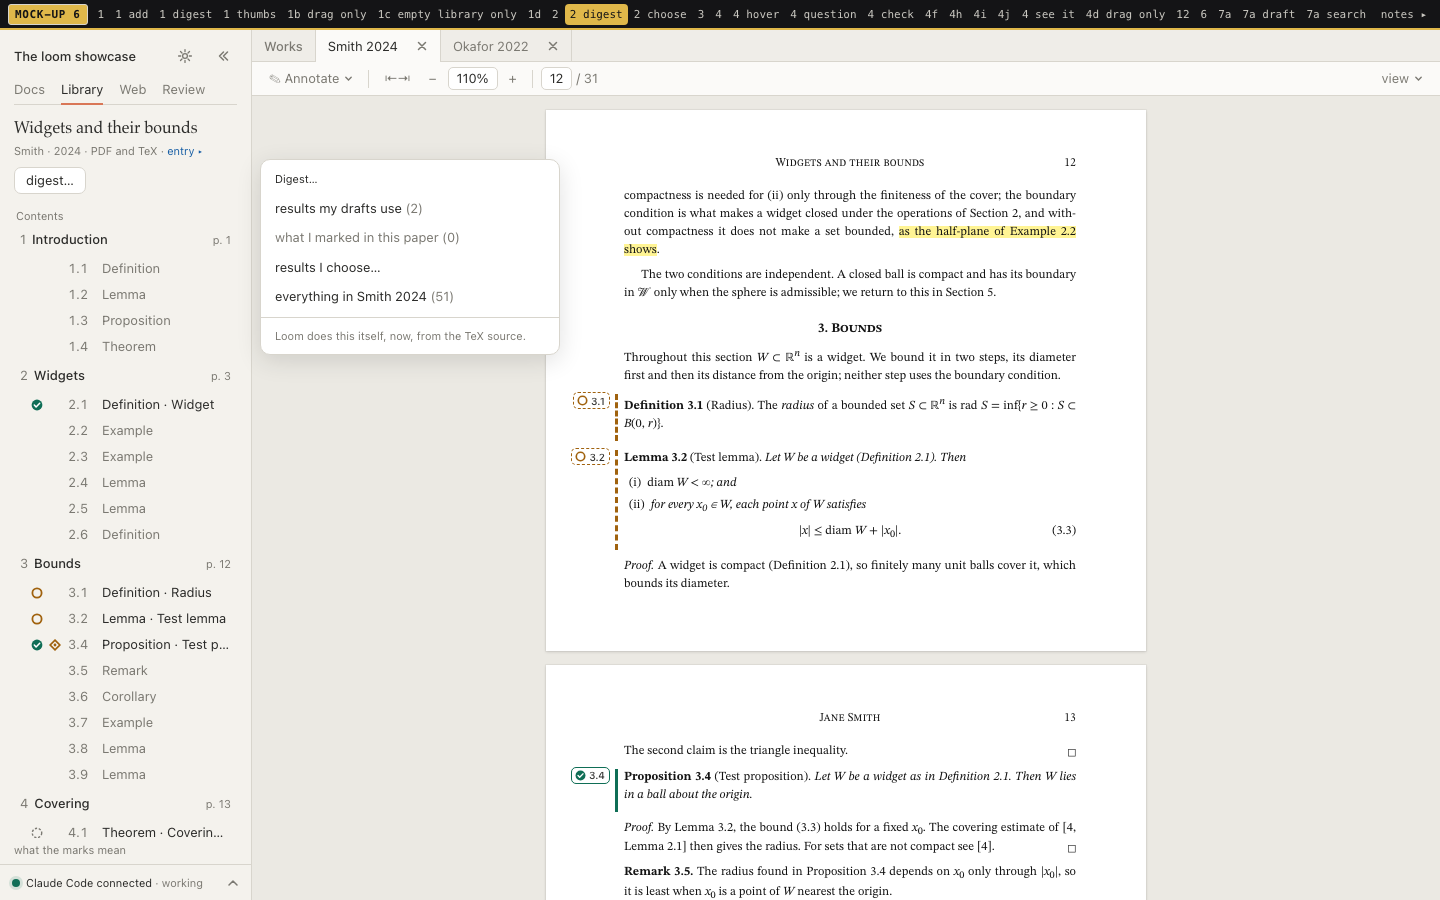 MOCK-UP 6 1 1 add 1 digest 1 thumbs 1b drag only 1c empty library only 1d 2 2 digest 2 choose 3 4 4 hover 4 question 4 check 4f 4h 4i 4j 4 see it 4d drag only 12 6 7a 7a draft 7a search notes ▸
The loom showcase
Docs Library Web Review
Widgets and their bounds
Smith · 2024 · PDF and TeX · entry ▸
digest...
Contents
1 Introduction p. 1
1.1 Definition
1.2 Lemma
1.3 Proposition
1.4 Theorem
2 Widgets p. 3
2.1 Definition · Widget
2.2 Example
2.3 Example
2.4 Lemma
2.5 Lemma
2.6 Definition
3 Bounds p. 12
3.1 Definition · Radius
3.2 Lemma · Test lemma
3.4 Proposition · Test p...
3.5 Remark
3.6 Corollary
3.7 Example
3.8 Lemma
3.9 Lemma
4 Covering p. 13
4.1 Theorem · Coverin...
what the marks mean
Claude Code connected · working
Works Smith 2024 Okafor 2022
Annotate − 110% + 12 / 31 view
Digest...
results my drafts use (2)
what I marked in this paper (0)
results I choose...
everything in Smith 2024 (51)
Loom does this itself, now, from the TeX source.
Widgets and their bounds 12
compactness is needed for (ii) only through the finiteness of the cover; the boundary
condition is what makes a widget closed under the operations of Section 2, and with-
out compactness it does not make a set bounded, as the half-plane of Example 2.2
shows.
The two conditions are independent. A closed ball is compact and has its boundary
in 𝒲 only when the sphere is admissible; we return to this in Section 5.
3. Bounds
Throughout this section W ⊂ ℝⁿ is a widget. We bound it in two steps, its diameter
first and then its distance from the origin; neither step uses the boundary condition.
3.1
Definition 3.1 (Radius). The radius of a bounded set S ⊂ ℝⁿ is rad S = inf{r ≥ 0 : S ⊂
B(0, r)}.
3.2
Lemma 3.2 (Test lemma). Let W be a widget (Definition 2.1). Then
(i) diam W < ∞; and
(ii) for every x₀ ∈ W, each point x of W satisfies
|x| ≤ diam W + |x₀|. (3.3)
Proof. A widget is compact (Definition 2.1), so finitely many unit balls cover it, which
bounds its diameter.
Jane Smith 13
The second claim is the triangle inequality. □
3.4
Proposition 3.4 (Test proposition). Let W be a widget as in Definition 2.1. Then W lies
in a ball about the origin.
Proof. By Lemma 3.2, the bound (3.3) holds for a fixed x₀. The covering estimate of [4,
Lemma 2.1] then gives the radius. For sets that are not compact see [4]. □
Remark 3.5. The radius found in Proposition 3.4 depends on x₀ only through |x₀|, so
it is least when x₀ is a point of W nearest the origin.